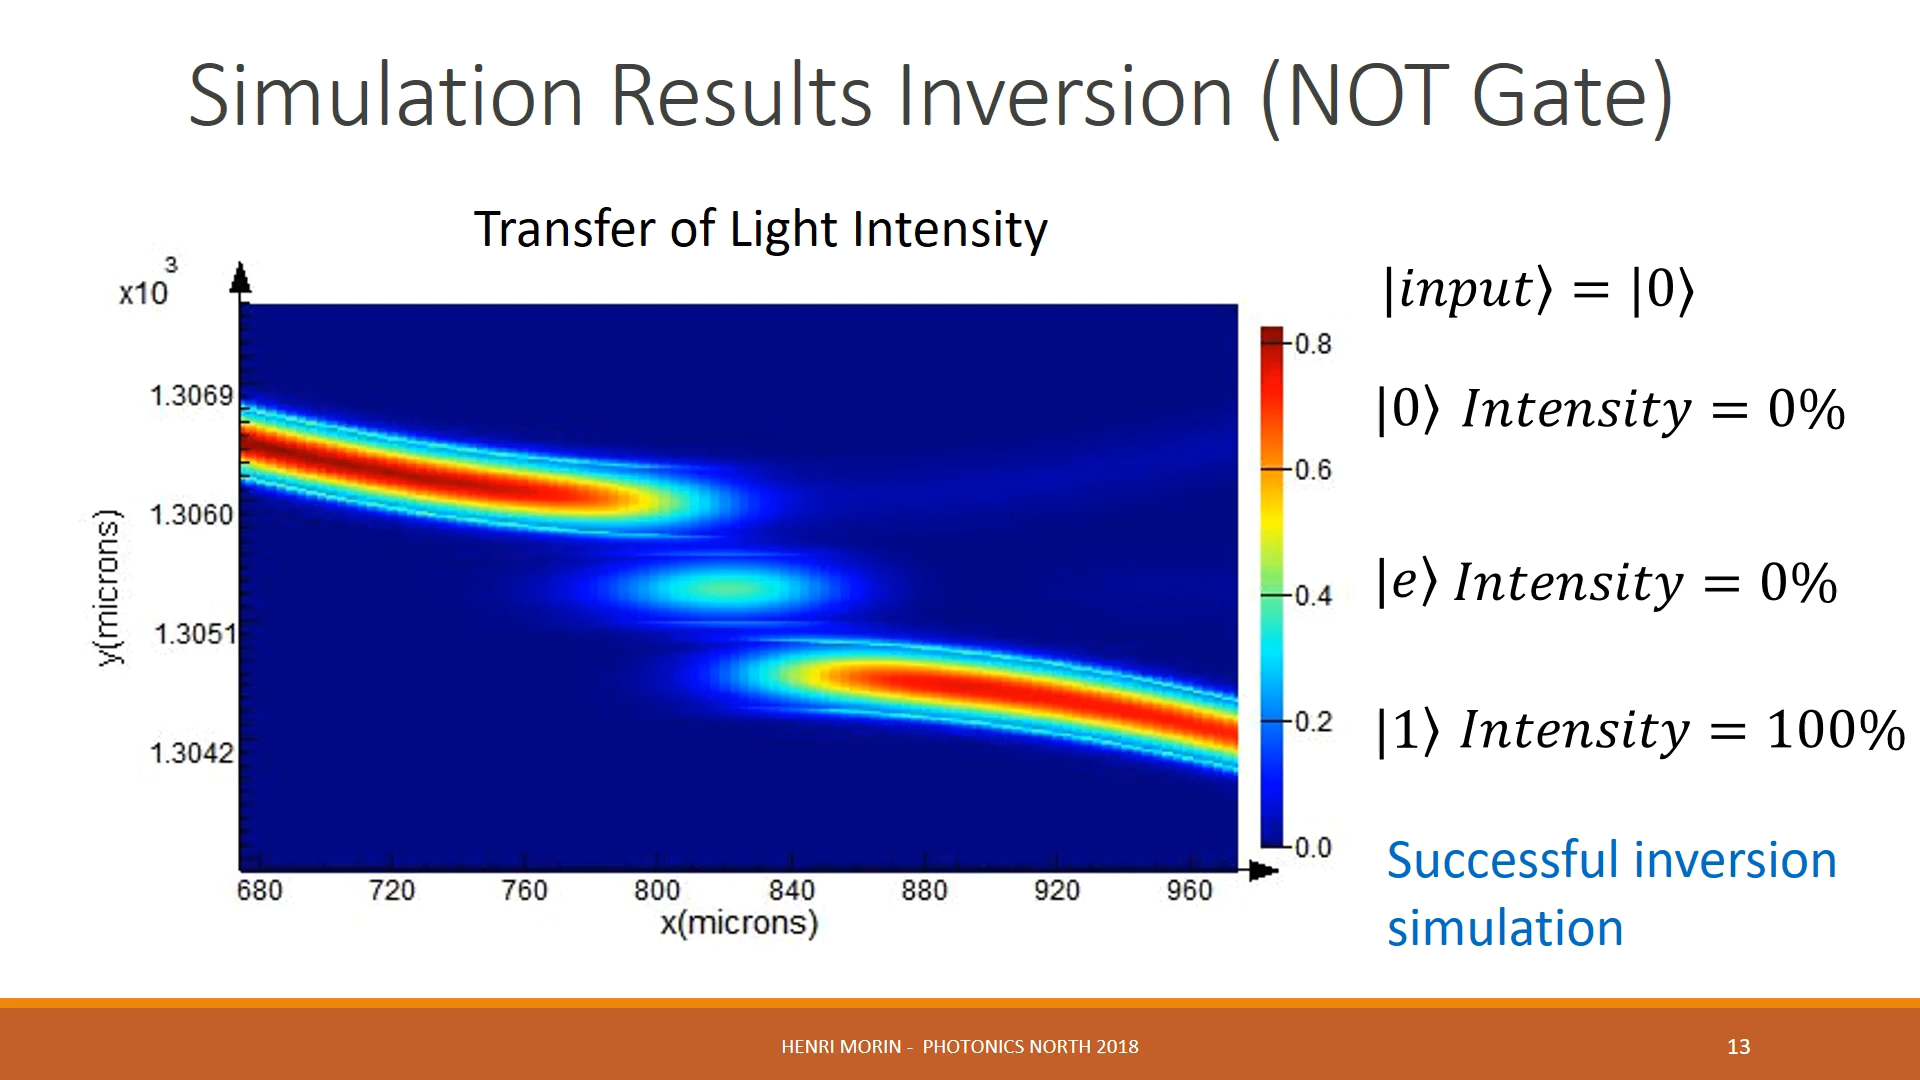 Simulation Results Inversion (NOT Gate)
Transfer of Light Intensity
x10³
1.3069
1.3060
1.3051
1.3042
y(microns)
680 720 760 800 840 880 920 960
x(microns)
0.8
0.6
0.4
0.2
0.0
|input⟩ = |0⟩
|0⟩ Intensity = 0%
|e⟩ Intensity = 0%
|1⟩ Intensity = 100%
Successful inversion
simulation
HENRI MORIN - PHOTONICS NORTH 2018
13